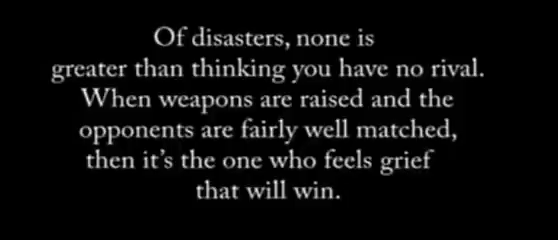 Of disasters, none is
greater than thinking you have no rival.
When weapons are raised and the
opponents are fairly well matched,
then it's the one who feels grief
that will win.